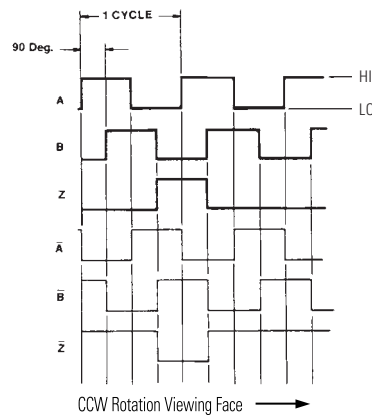 1 CYCLE
90 Deg.
HI
A
LO
B
Z
A̅
B̅
Z̅
CCW Rotation Viewing Face